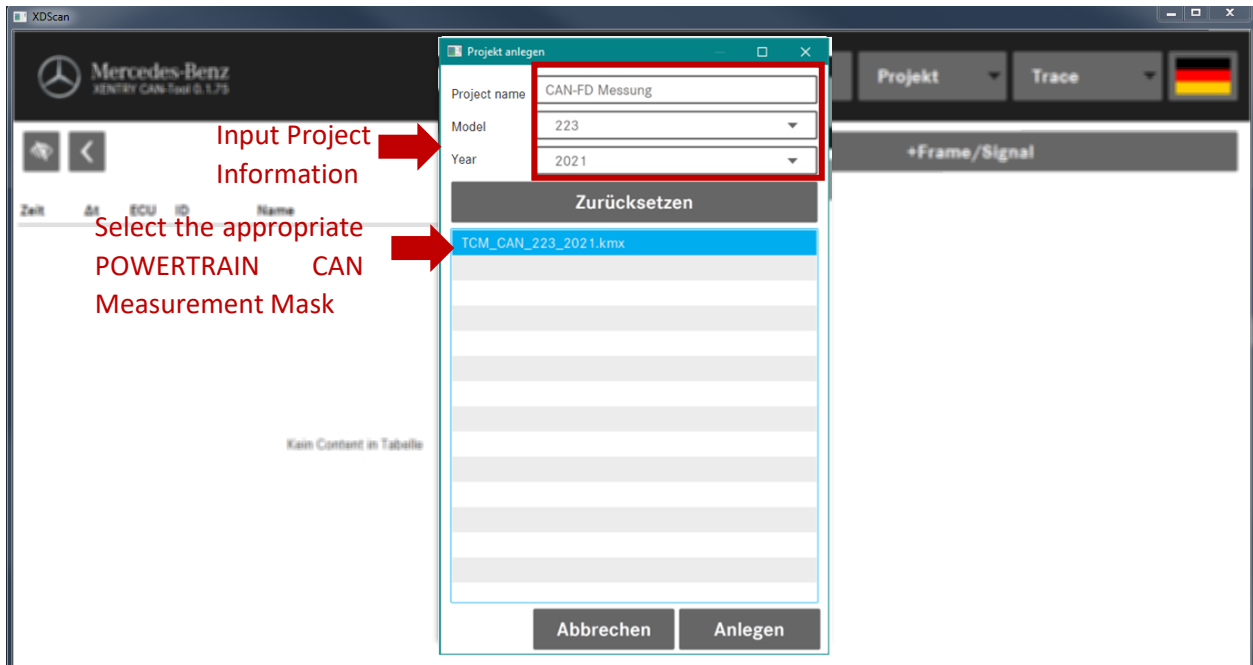 XDScan
Mercedes-Benz
XENTRY CAN-Tool 0.1.75
Projekt
Trace
+Frame/Signal
Zeit Δt ECU ID Name
Kein Content in Tabelle
Input Project
Information
Select the appropriate
POWERTRAIN CAN
Measurement Mask
Projekt anlegen
Project name CAN-FD Messung
Model 223
Year 2021
Zurücksetzen
TCM_CAN_223_2021.kmx
Abbrechen Anlegen